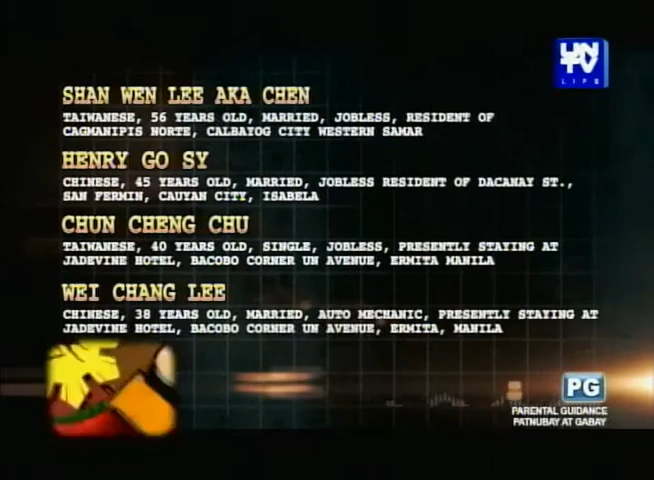 UNTV
LIFE
SHAN WEN LEE AKA CHEN
TAIWANESE, 56 YEARS OLD, MARRIED, JOBLESS, RESIDENT OF
CAGMANIPIS NORTE, CALBAYOG CITY WESTERN SAMAR
HENRY GO SY
CHINESE, 45 YEARS OLD, MARRIED, JOBLESS RESIDENT OF DACANAY ST.,
SAN FERMIN, CAUYAN CITY, ISABELA
CHUN CHENG CHU
TAIWANESE, 40 YEARS OLD, SINGLE, JOBLESS, PRESENTLY STAYING AT
JADEVINE HOTEL, BACOBO CORNER UN AVENUE, ERMITA MANILA
WEI CHANG LEE
CHINESE, 38 YEARS OLD, MARRIED, AUTO MECHANIC, PRESENTLY STAYING AT
JADEVINE HOTEL, BACOBO CORNER UN AVENUE, ERMITA, MANILA
PG
PARENTAL GUIDANCE
PATNUBAY AT GABAY